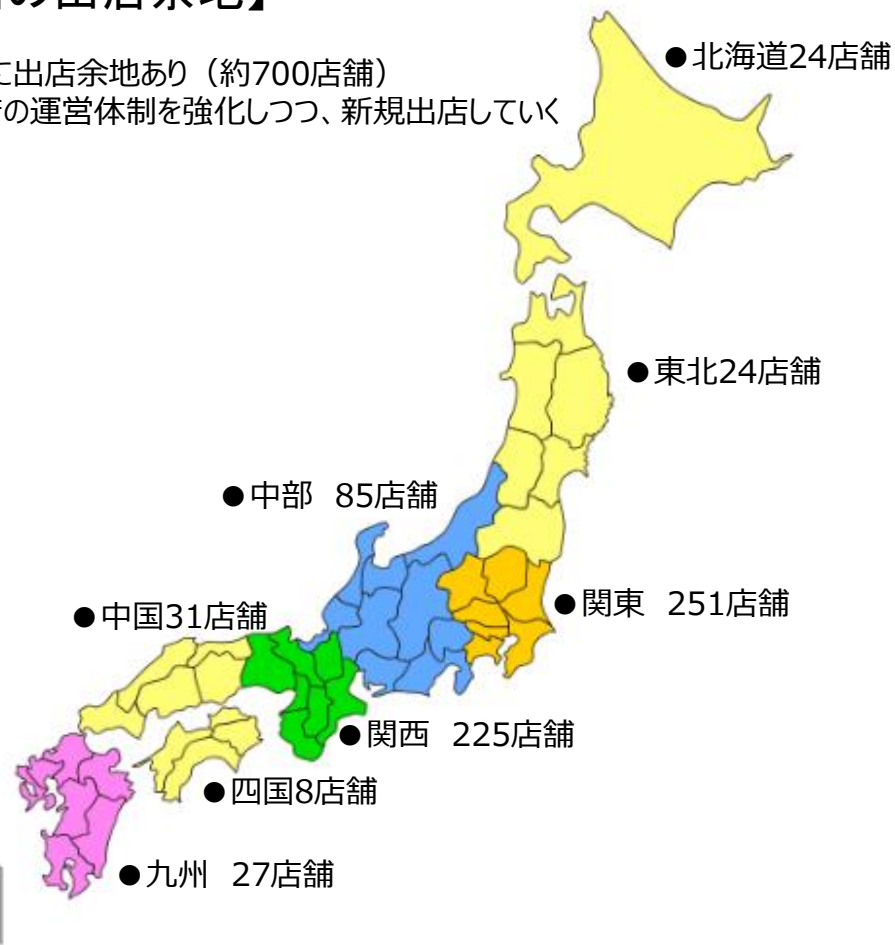 の出店余地】
に出店余地あり（約700店舗）
の運営体制を強化しつつ、新規出店していく
●北海道24店舗
●東北24店舗
●中部 85店舗
●関東 251店舗
●中国31店舗
●関西 225店舗
●四国8店舗
●九州 27店舗